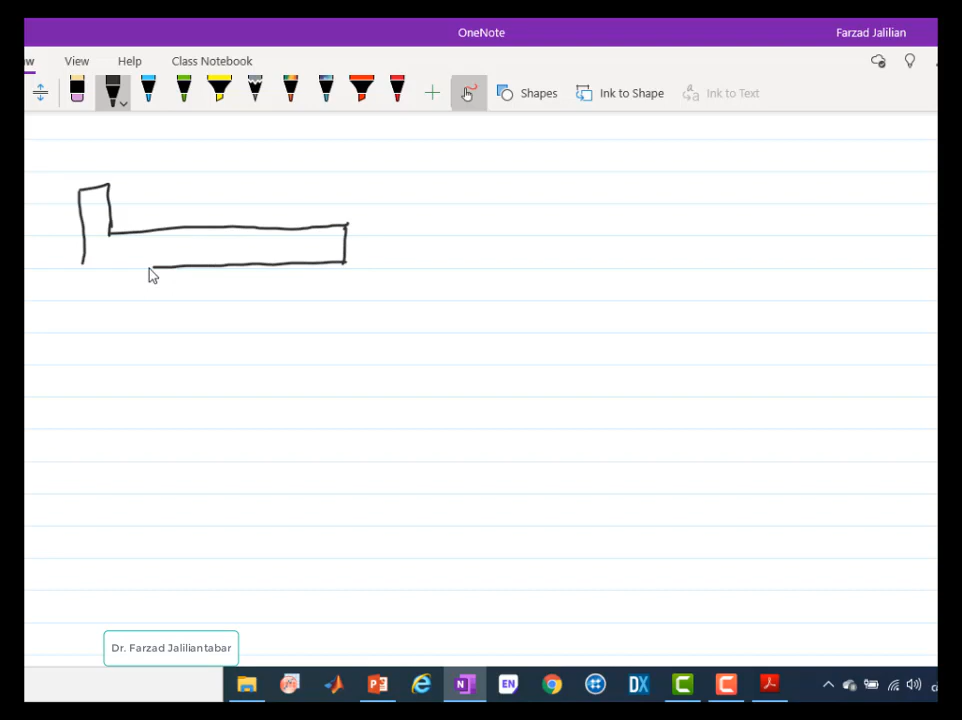 OneNote
Farzad Jalilian
w View Help Class Notebook
Shapes Ink to Shape Ink to Text
Dr. Farzad Jaliliantabar
EN DX